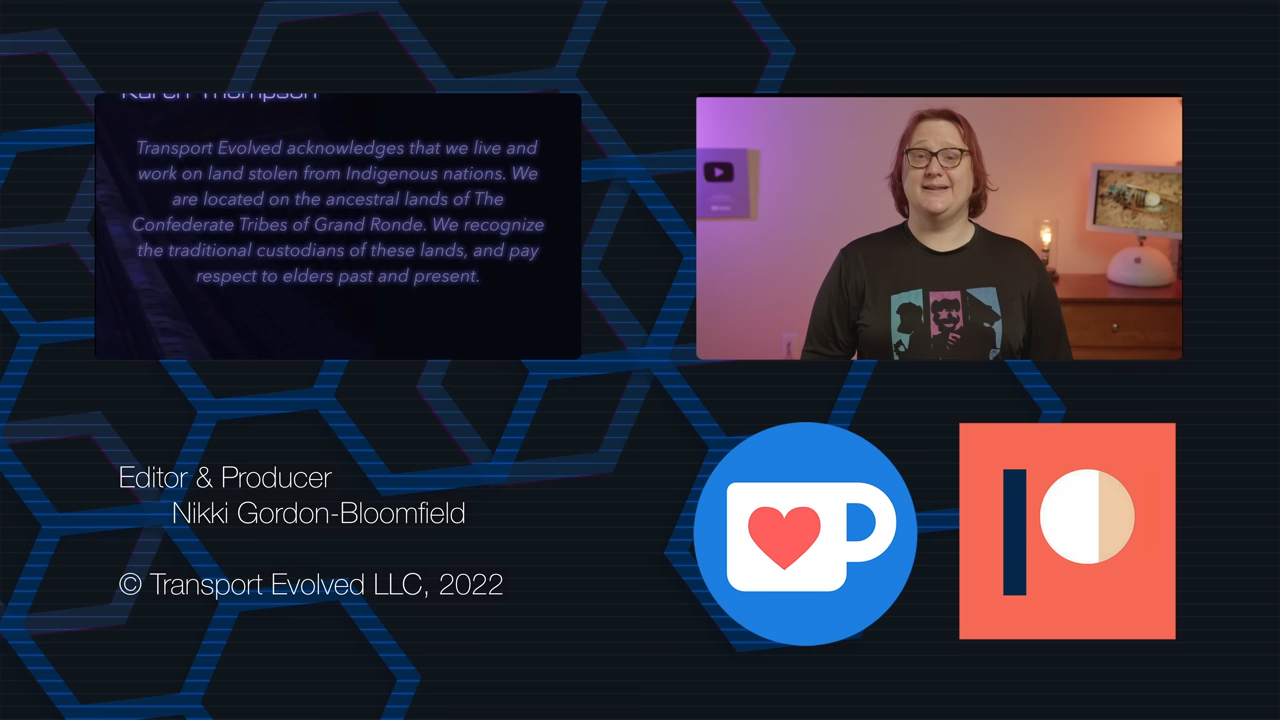 Karen Thompson
Transport Evolved acknowledges that we live and
work on land stolen from Indigenous nations. We
are located on the ancestral lands of The
Confederate Tribes of Grand Ronde. We recognize
the traditional custodians of these lands, and pay
respect to elders past and present.
Editor & Producer
Nikki Gordon-Bloomfield
© Transport Evolved LLC, 2022